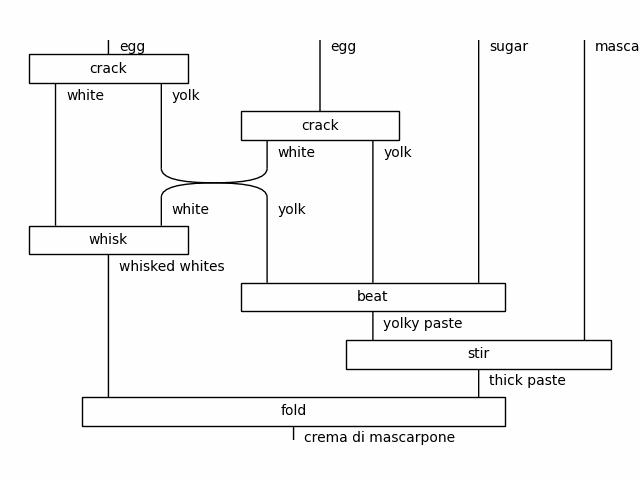 egg egg sugar masca
crack
white yolk
crack
white yolk
white yolk
whisk
whisked whites
beat
yolky paste
stir
thick paste
fold
crema di mascarpone